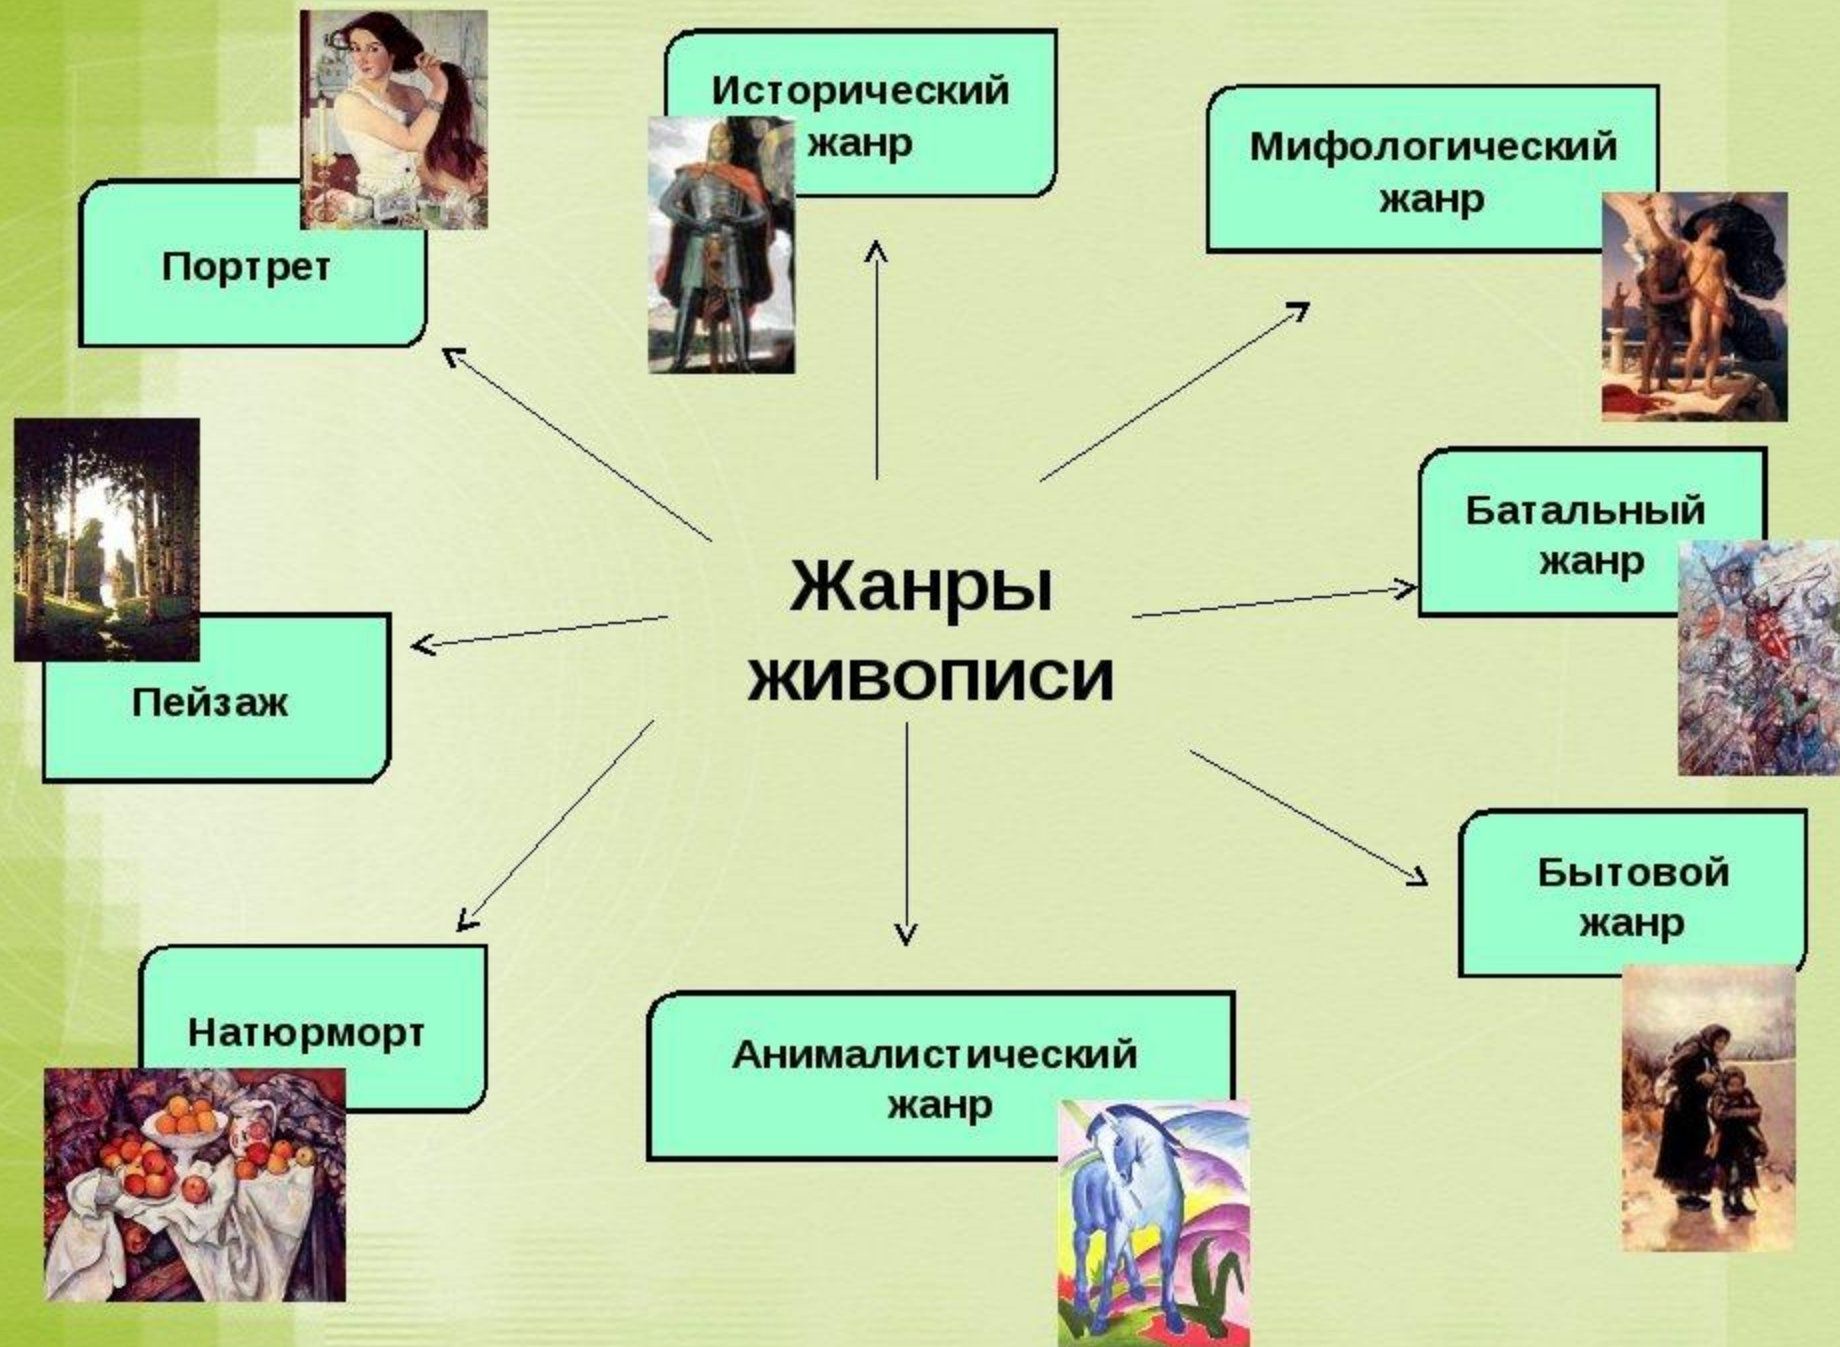 Исторический
жанр
Мифологический
жанр
Портрет
Батальный
жанр
Жанры
живописи
Пейзаж
Бытовой
жанр
Натюрморт
Анималистический
жанр